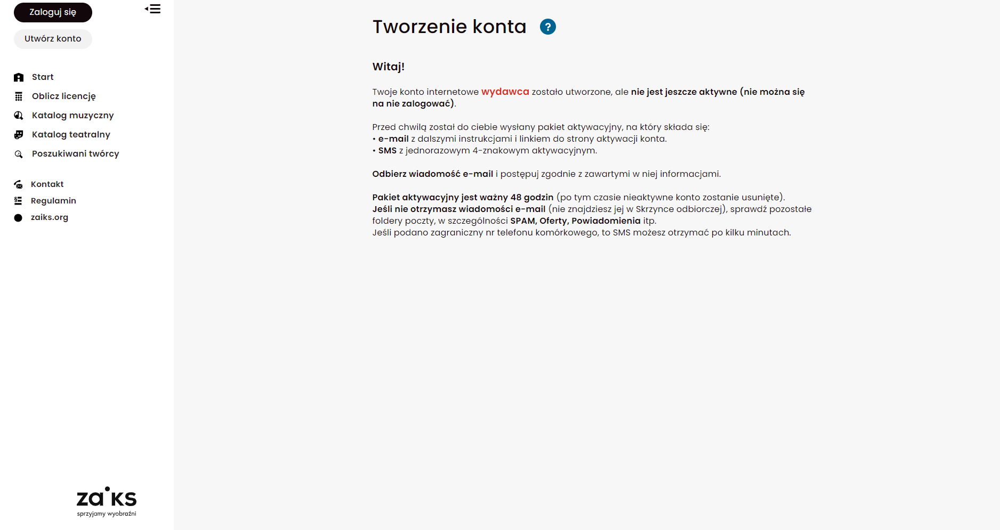 Zaloguj się
Utwórz konto
Start
Oblicz licencję
Katalog muzyczny
Katalog teatralny
Poszukiwani twórcy
Kontakt
Regulamin
zaiks.org
zaiks
sprzyjamy wyobraźni
Tworzenie konta ?
Witaj!
Twoje konto internetowe wydawca zostało utworzone, ale nie jest jeszcze aktywne (nie można się
na nie zalogować).
Przed chwilą został do ciebie wysłany pakiet aktywacyjny, na który składa się:
• e-mail z dalszymi instrukcjami i linkiem do strony aktywacji konta.
• SMS z jednorazowym 4-znakowym aktywacyjnym.
Odbierz wiadomość e-mail i postępuj zgodnie z zawartymi w niej informacjami.
Pakiet aktywacyjny jest ważny 48 godzin (po tym czasie nieaktywne konto zostanie usunięte).
Jeśli nie otrzymasz wiadomości e-mail (nie znajdziesz jej w Skrzynce odbiorczej), sprawdź pozostałe
foldery poczty, w szczególności SPAM, Oferty, Powiadomienia itp.
Jeśli podano zagraniczny nr telefonu komórkowego, to SMS możesz otrzymać po kilku minutach.